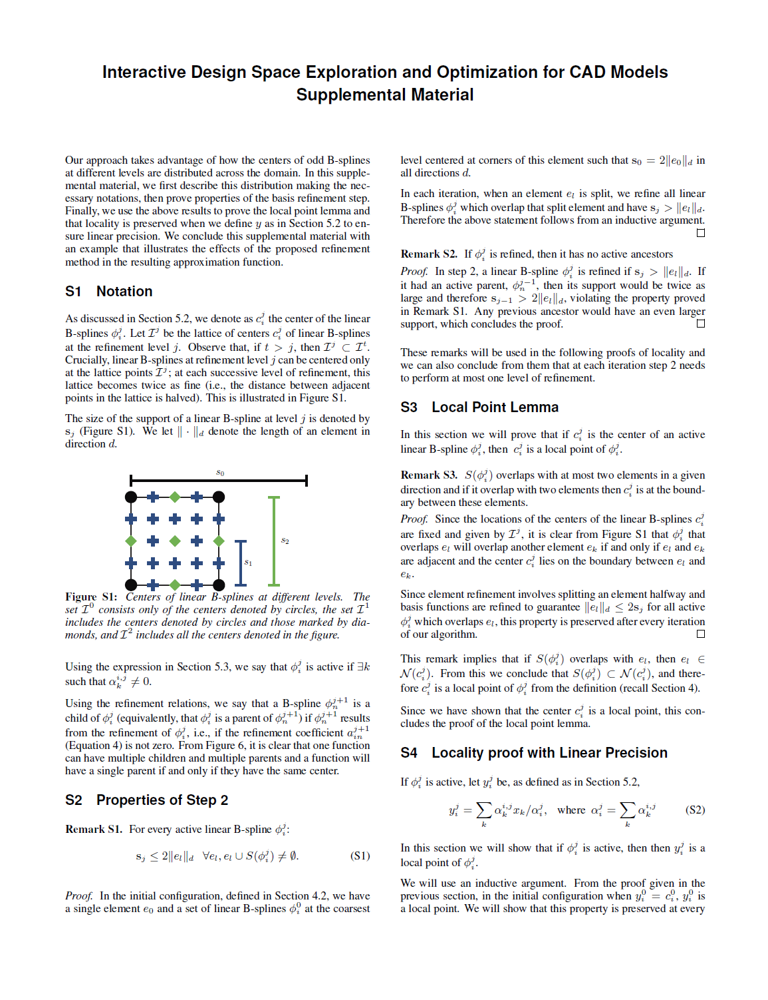 Interactive Design Space Exploration and Optimization for CAD Models
Supplemental Material
Our approach takes advantage of how the centers of odd B-splines
at different levels are distributed across the domain. In this supple-
mental material, we first describe this distribution making the nec-
essary notations, then prove properties of the basis refinement step.
Finally, we use the above results to prove the local point lemma and
that locality is preserved when we define y as in Section 5.2 to en-
sure linear precision. We conclude this supplemental material with
an example that illustrates the effects of the proposed refinement
method in the resulting approximation function.
S1 Notation
As discussed in Section 5.2, we denote as $c_i^j$ the center of the linear
B-splines $\phi_i^j$. Let $\mathcal{I}^j$ be the lattice of centers $c_i^j$ of linear B-splines
at the refinement level j. Observe that, if $t > j$, then $\mathcal{I}^j \subset \mathcal{I}^t$.
Crucially, linear B-splines at refinement level j can be centered only
at the lattice points $\mathcal{I}^j$; at each successive level of refinement, this
lattice becomes twice as fine (i.e., the distance between adjacent
points in the lattice is halved). This is illustrated in Figure S1.
The size of the support of a linear B-spline at level j is denoted by
$s_j$ (Figure S1). We let $\| \cdot \|_d$ denote the length of an element in
direction d.
$s_0$
$s_2$
$s_1$
Figure S1: Centers of linear B-splines at different levels. The
set $\mathcal{I}^0$ consists only of the centers denoted by circles, the set $\mathcal{I}^1$
includes the centers denoted by circles and those marked by dia-
monds, and $\mathcal{I}^2$ includes all the centers denoted in the figure.
Using the expression in Section 5.3, we say that $\phi_i^j$ is active if $\exists k$
such that $\alpha_k^{i,j} \neq 0$.
Using the refinement relations, we say that a B-spline $\phi_n^{j+1}$ is a
child of $\phi_i^j$ (equivalently, that $\phi_i^j$ is a parent of $\phi_n^{j+1}$) if $\phi_n^{j+1}$ results
from the refinement of $\phi_i^j$, i.e., if the refinement coefficient $a_{in}^{j+1}$
(Equation 4) is not zero. From Figure 6, it is clear that one function
can have multiple children and multiple parents and a function will
have a single parent if and only if they have the same center.
S2 Properties of Step 2
Remark S1. For every active linear B-spline $\phi_i^j$:
$s_j \leq 2\|e_l\|_d \quad \forall e_l, e_l \cup S(\phi_i^j) \neq \emptyset.$ (S1)
Proof. In the initial configuration, defined in Section 4.2, we have
a single element $e_0$ and a set of linear B-splines $\phi_i^0$ at the coarsest
level centered at corners of this element such that $s_0 = 2\|e_0\|_d$ in
all directions d.
In each iteration, when an element $e_l$ is split, we refine all linear
B-splines $\phi_i^j$ which overlap that split element and have $s_j > \|e_l\|_d$.
Therefore the above statement follows from an inductive argument.
□
Remark S2. If $\phi_i^j$ is refined, then it has no active ancestors
Proof. In step 2, a linear B-spline $\phi_i^j$ is refined if $s_j > \|e_l\|_d$. If
it had an active parent, $\phi_n^{j-1}$, then its support would be twice as
large and therefore $s_{j-1} > 2\|e_l\|_d$, violating the property proved
in Remark S1. Any previous ancestor would have an even larger
support, which concludes the proof. □
These remarks will be used in the following proofs of locality and
we can also conclude from them that at each iteration step 2 needs
to perform at most one level of refinement.
S3 Local Point Lemma
In this section we will prove that if $c_i^j$ is the center of an active
linear B-spline $\phi_i^j$, then $c_i^j$ is a local point of $\phi_i^j$.
Remark S3. $S(\phi_i^j)$ overlaps with at most two elements in a given
direction and if it overlap with two elements then $c_i^j$ is at the bound-
ary between these elements.
Proof. Since the locations of the centers of the linear B-splines $c_i^j$
are fixed and given by $\mathcal{I}^j$, it is clear from Figure S1 that $\phi_i^j$ that
overlaps $e_l$ will overlap another element $e_k$ if and only if $e_l$ and $e_k$
are adjacent and the center $c_i^j$ lies on the boundary between $e_l$ and
$e_k$.
Since element refinement involves splitting an element halfway and
basis functions are refined to guarantee $\|e_l\|_d \leq 2s_j$ for all active
$\phi_i^j$ which overlaps $e_l$, this property is preserved after every iteration
of our algorithm. □
This remark implies that if $S(\phi_i^j)$ overlaps with $e_l$, then $e_l \in$
$\mathcal{N}(c_i^j)$. From this we conclude that $S(\phi_i^j) \subset \mathcal{N}(c_i^j)$, and there-
fore $c_i^j$ is a local point of $\phi_i^j$ from the definition (recall Section 4).
Since we have shown that the center $c_i^j$ is a local point, this con-
cludes the proof of the local point lemma.
S4 Locality proof with Linear Precision
If $\phi_i^j$ is active, let $y_i^j$ be, as defined as in Section 5.2,
$y_i^j = \sum_k \alpha_k^{i,j} x_k / \alpha_i^j, \quad \text{where } \alpha_i^j = \sum_k \alpha_k^{i,j}$ (S2)
In this section we will show that if $\phi_i^j$ is active, then then $y_i^j$ is a
local point of $\phi_i^j$.
We will use an inductive argument. From the proof given in the
previous section, in the initial configuration when $y_i^0 = c_i^0$, $y_i^0$ is
a local point. We will show that this property is preserved at every